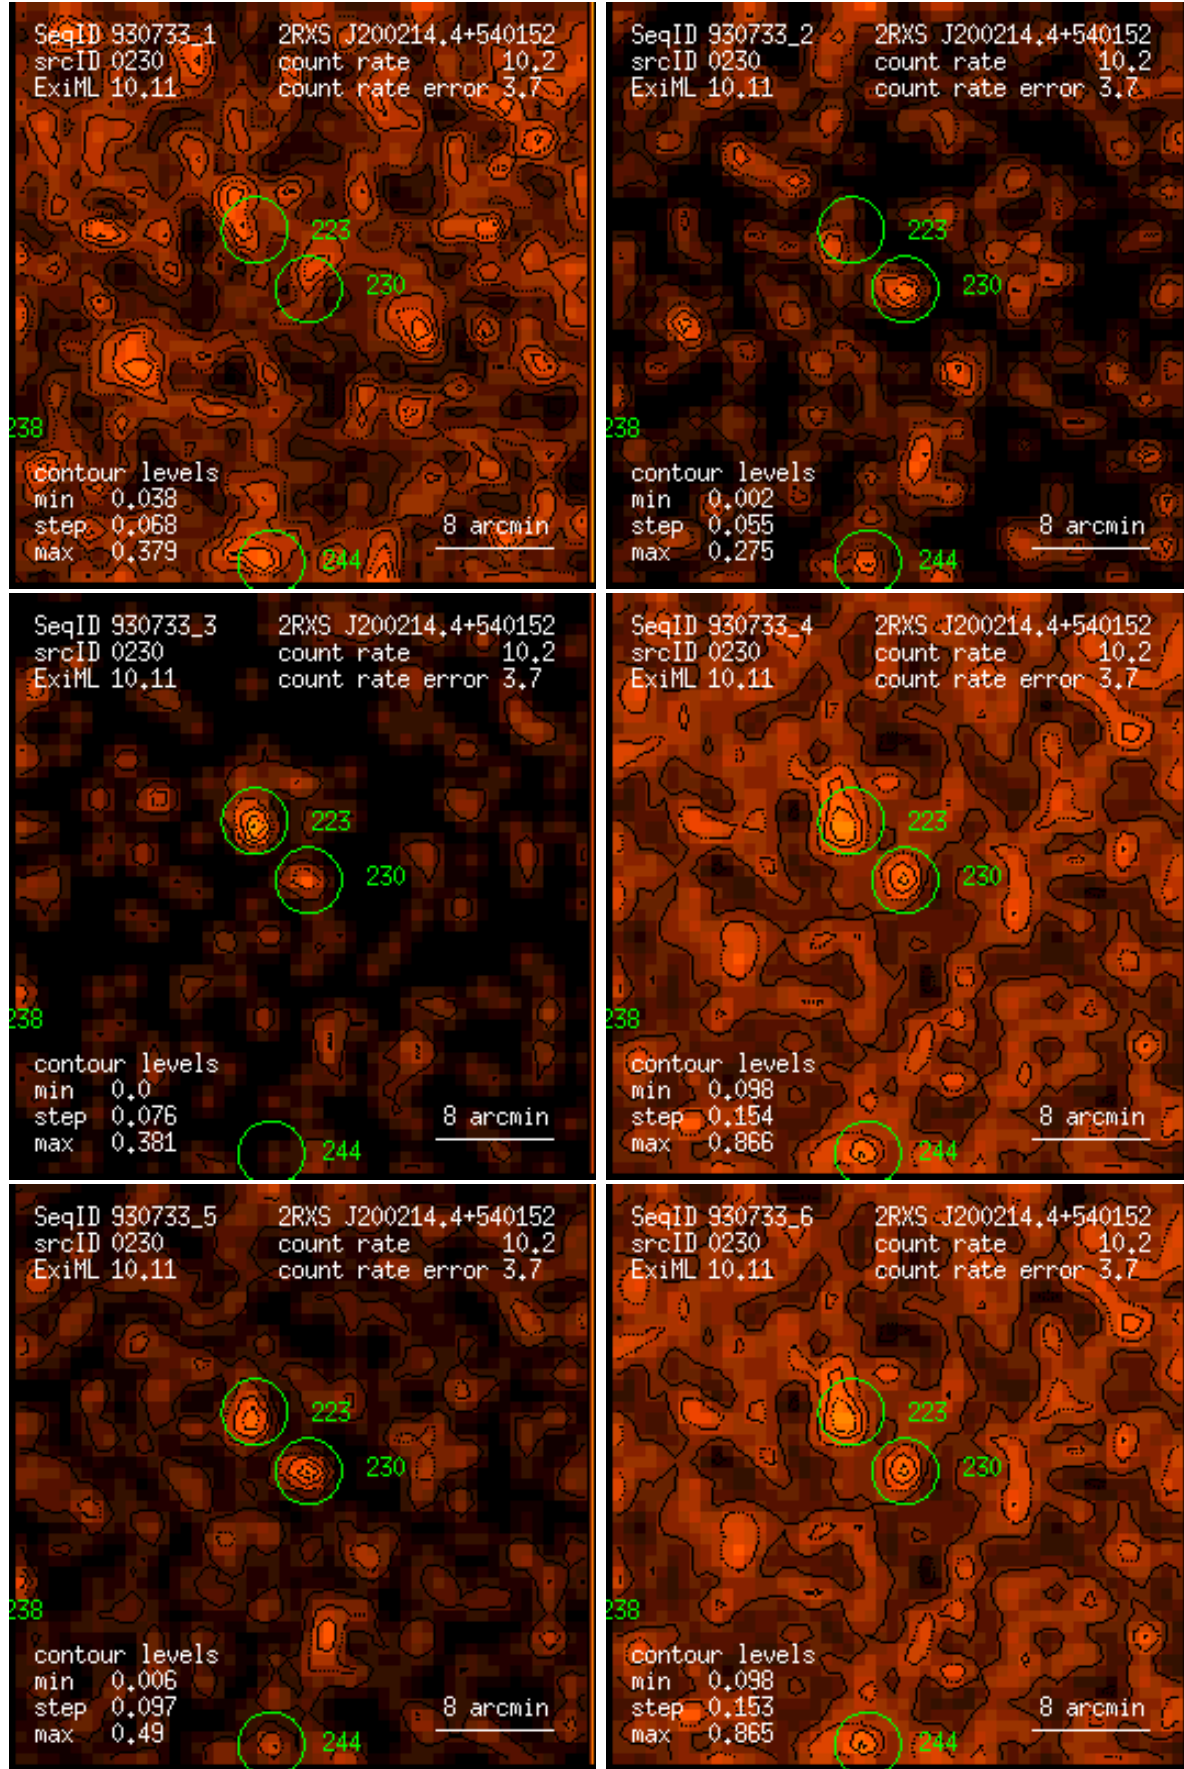 SeqID 930733_1 2RXS J200214.4+540152
srcID 0230 count rate 10.2
ExiML 10.11 count rate error 3.7
223
230
238
contour levels
min 0.038
step 0.068 8 arcmin
max 0.379 244
SeqID 930733_2 2RXS J200214.4+540152
srcID 0230 count rate 10.2
ExiML 10.11 count rate error 3.7
223
230
238
contour levels
min 0.002
step 0.055 8 arcmin
max 0.275 244
SeqID 930733_3 2RXS J200214.4+540152
srcID 0230 count rate 10.2
ExiML 10.11 count rate error 3.7
223
230
238
contour levels
min 0.0
step 0.076 8 arcmin
max 0.381 244
SeqID 930733_4 2RXS J200214.4+540152
srcID 0230 count rate 10.2
ExiML 10.11 count rate error 3.7
223
230
238
contour levels
min 0.098
step 0.154 8 arcmin
max 0.866 244
SeqID 930733_5 2RXS J200214.4+540152
srcID 0230 count rate 10.2
ExiML 10.11 count rate error 3.7
223
230
238
contour levels
min 0.006
step 0.097 8 arcmin
max 0.49 244
SeqID 930733_6 2RXS J200214.4+540152
srcID 0230 count rate 10.2
ExiML 10.11 count rate error 3.7
223
230
238
contour levels
min 0.098
step 0.153 8 arcmin
max 0.865 244